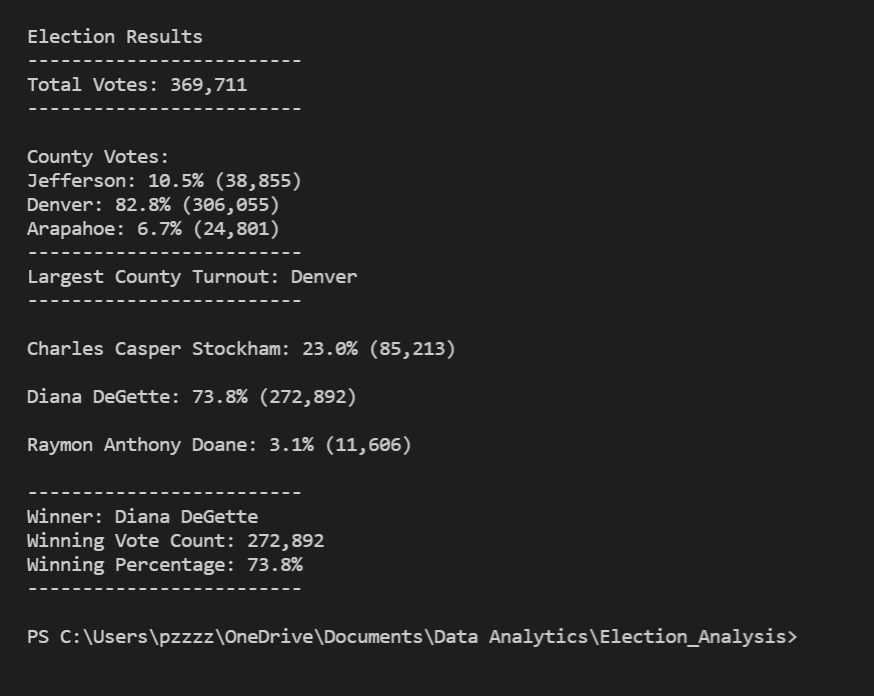 Election Results
-------------------------
Total Votes: 369,711
-------------------------
County Votes:
Jefferson: 10.5% (38,855)
Denver: 82.8% (306,055)
Arapahoe: 6.7% (24,801)
-------------------------
Largest County Turnout: Denver
-------------------------
Charles Casper Stockham: 23.0% (85,213)
Diana DeGette: 73.8% (272,892)
Raymon Anthony Doane: 3.1% (11,606)
-------------------------
Winner: Diana DeGette
Winning Vote Count: 272,892
Winning Percentage: 73.8%
-------------------------
PS C:\Users\pzzzz\OneDrive\Documents\Data Analytics\Election_Analysis>